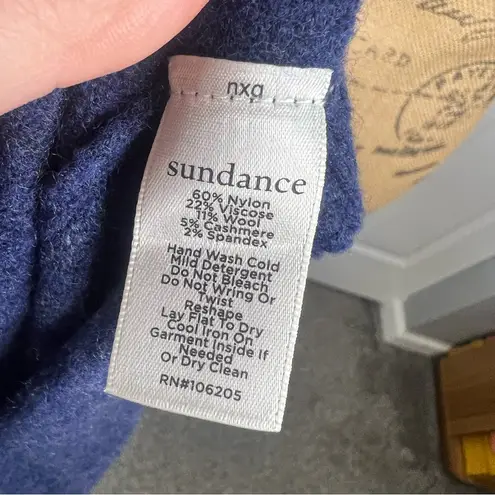 nxg
sundance
60% Nylon
22% Viscose
11% Wool
5% Cashmere
2% Spandex
Hand Wash Cold
Mild Detergent
Do Not Bleach
Do Not Wring Or
Twist
Reshape
Lay Flat To Dry
Cool Iron On
Garment Inside If
Needed
Or Dry Clean
RN#106205